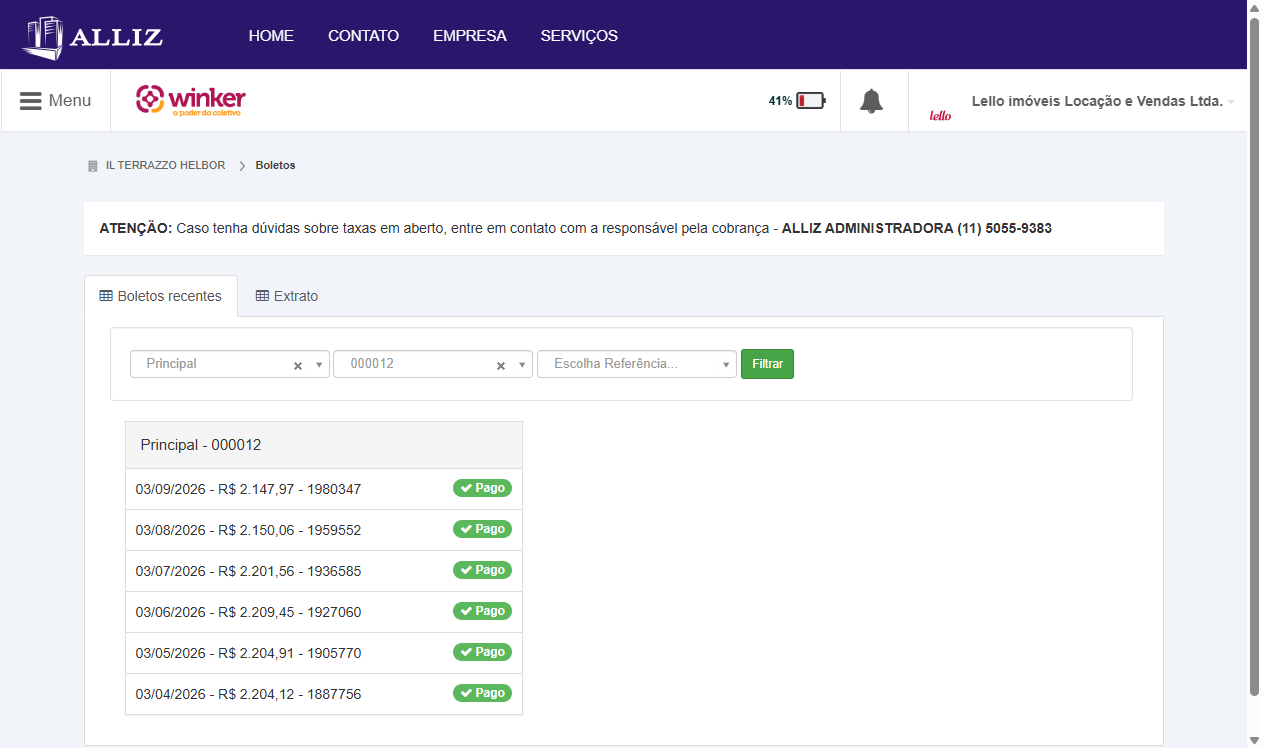 ALLIZ
HOME CONTATO EMPRESA SERVIÇOS
Menu
winker
o poder do coletivo
41%
lello
Lello imóveis Locação e Vendas Ltda.
IL TERRAZZO HELBOR > Boletos
ATENÇÃO: Caso tenha dúvidas sobre taxas em aberto, entre em contato com a responsável pela cobrança - ALLIZ ADMINISTRADORA (11) 5055-9383
Boletos recentes Extrato
Principal × 000012 × Escolha Referência... Filtrar
Principal - 000012
03/09/2026 - R$ 2.147,97 - 1980347 Pago
03/08/2026 - R$ 2.150,06 - 1959552 Pago
03/07/2026 - R$ 2.201,56 - 1936585 Pago
03/06/2026 - R$ 2.209,45 - 1927060 Pago
03/05/2026 - R$ 2.204,91 - 1905770 Pago
03/04/2026 - R$ 2.204,12 - 1887756 Pago